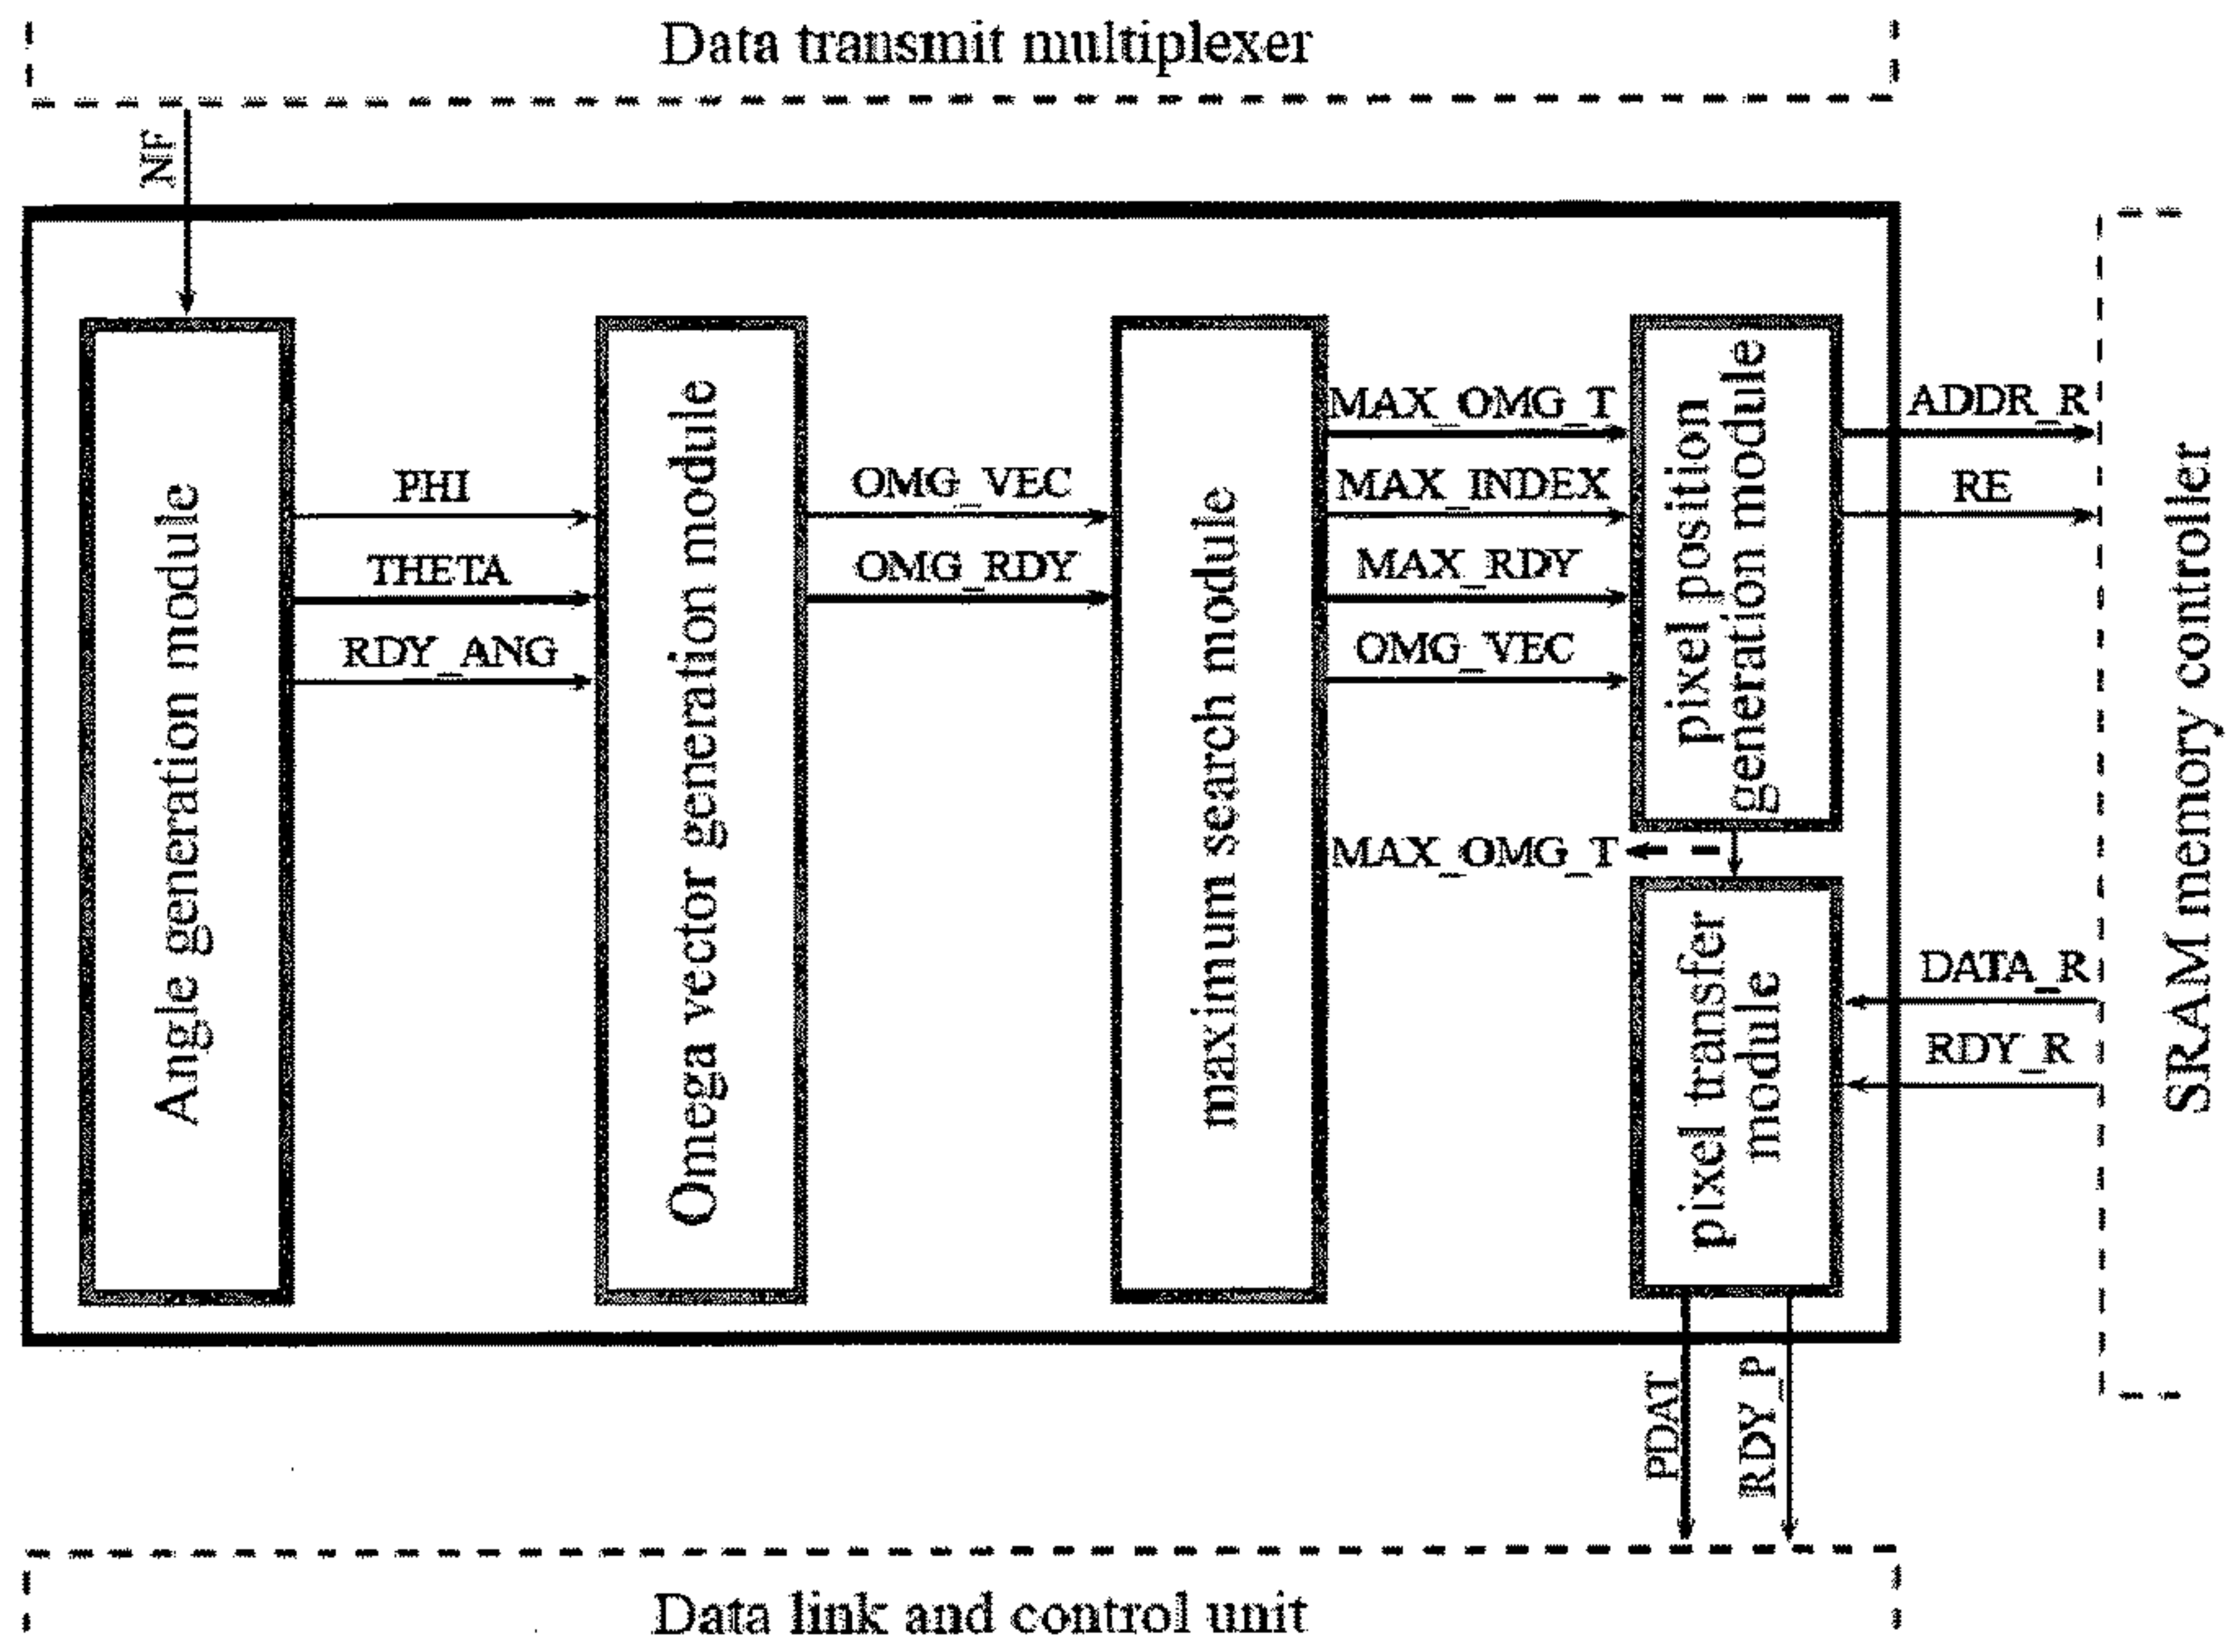 Data transmit multiplexer
NF
Angle generation module
PHI
THETA
RDY_ANG
Omega vector generation module
OMG_VEC
OMG_RDY
maximum search module
MAX_OMG_T
MAX_INDEX
MAX_RDY
OMG_VEC
pixel position
generation module
MAX_OMG_T
pixel transfer
module
ADDR_R
RE
DATA_R
RDY_R
SRAM memory controller
PDAT
RDY_P
Data link and control unit